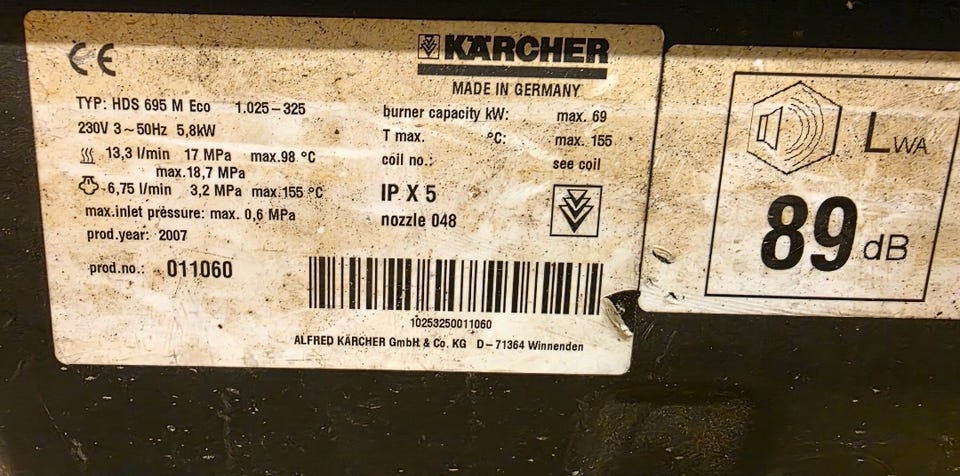 CE
KÄRCHER
MADE IN GERMANY
TYP: HDS 695 M Eco 1.025-325
230V 3~50Hz 5,8kW
13,3 l/min 17 MPa max.98 °C
max.18,7 MPa
6,75 l/min 3,2 MPa max.155 °C
max.inlet pressure: max. 0,6 MPa
prod.year: 2007
prod.no.: 011060
burner capacity kW: max. 69
T max. °C: max. 155
coil no.: see coil
IP X 5
nozzle 048
10253250011060
ALFRED KÄRCHER GmbH & Co. KG D-71364 Winnenden
LWA
89 dB